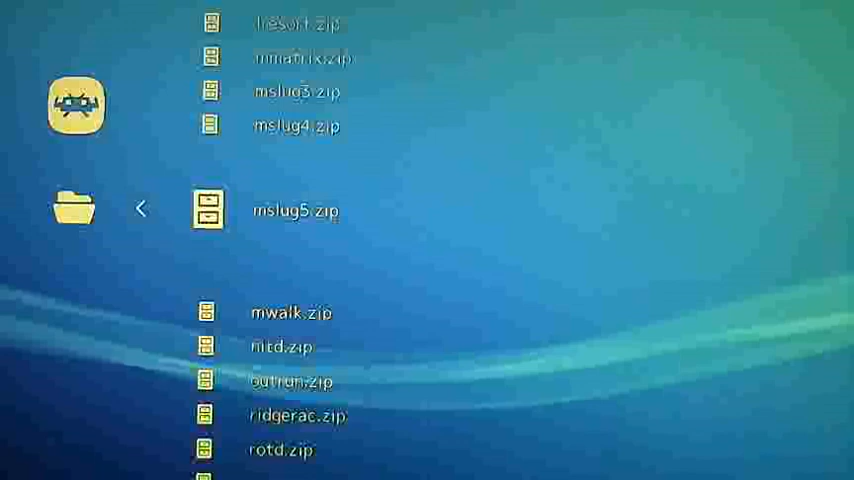 mmatrix.zip
mslug3.zip
mslug4.zip
mslug5.zip
mwalk.zip
nitd.zip
outrun.zip
ridgerac.zip
rotd.zip